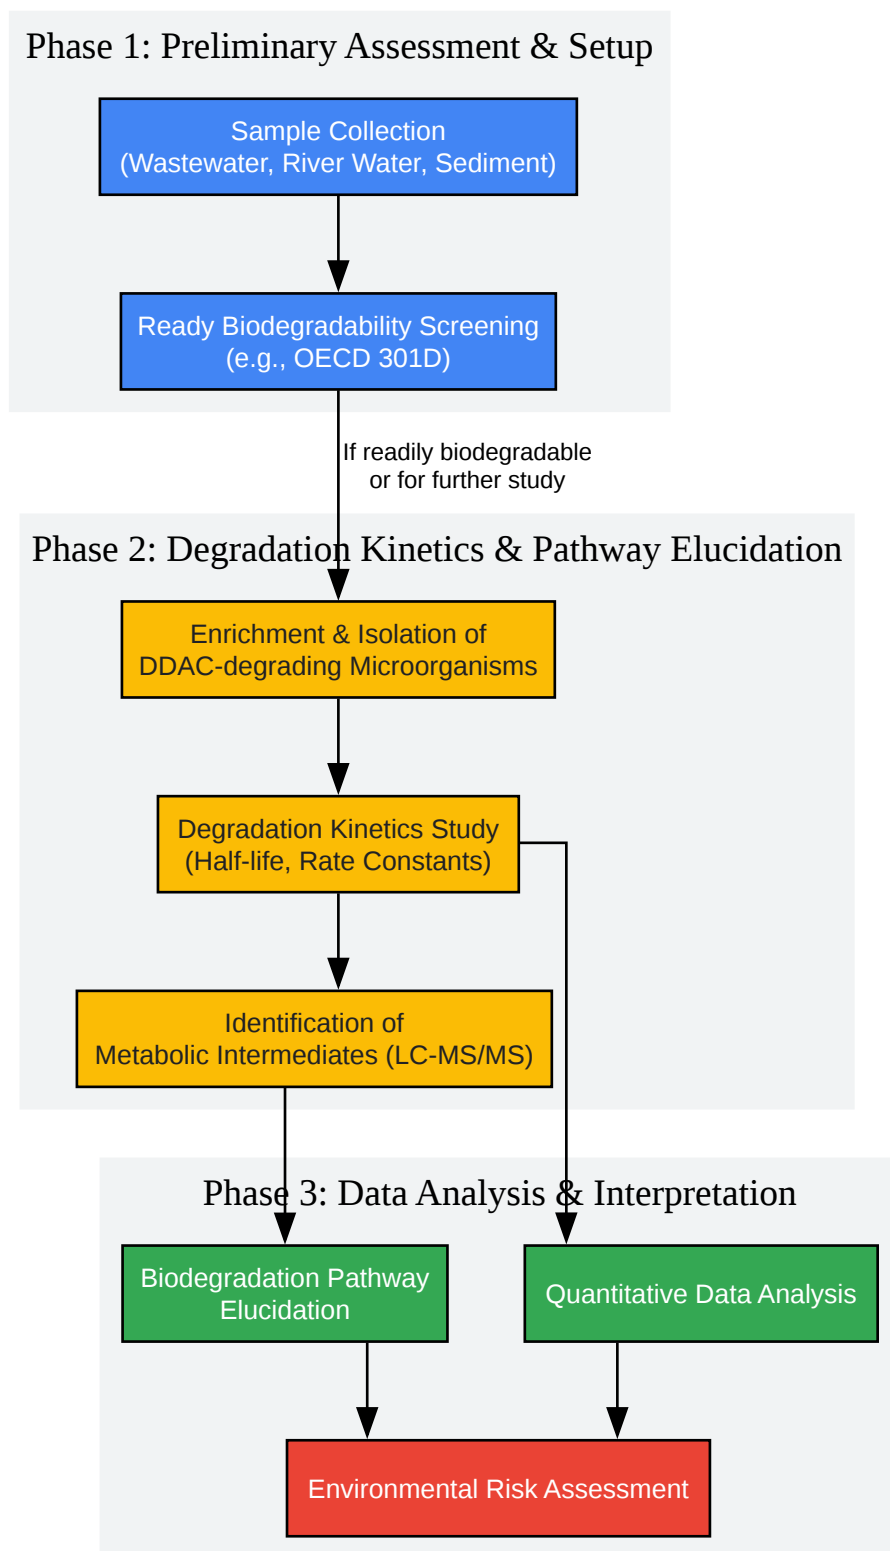 Phase 1: Preliminary Assessment & Setup
Sample Collection
(Wastewater, River Water, Sediment)
Ready Biodegradability Screening
(e.g., OECD 301D)
If readily biodegradable
or for further study
Phase 2: Degradation Kinetics & Pathway Elucidation
Enrichment & Isolation of
DDAC-degrading Microorganisms
Degradation Kinetics Study
(Half-life, Rate Constants)
Identification of
Metabolic Intermediates (LC-MS/MS)
Phase 3: Data Analysis & Interpretation
Biodegradation Pathway
Elucidation
Quantitative Data Analysis
Environmental Risk Assessment